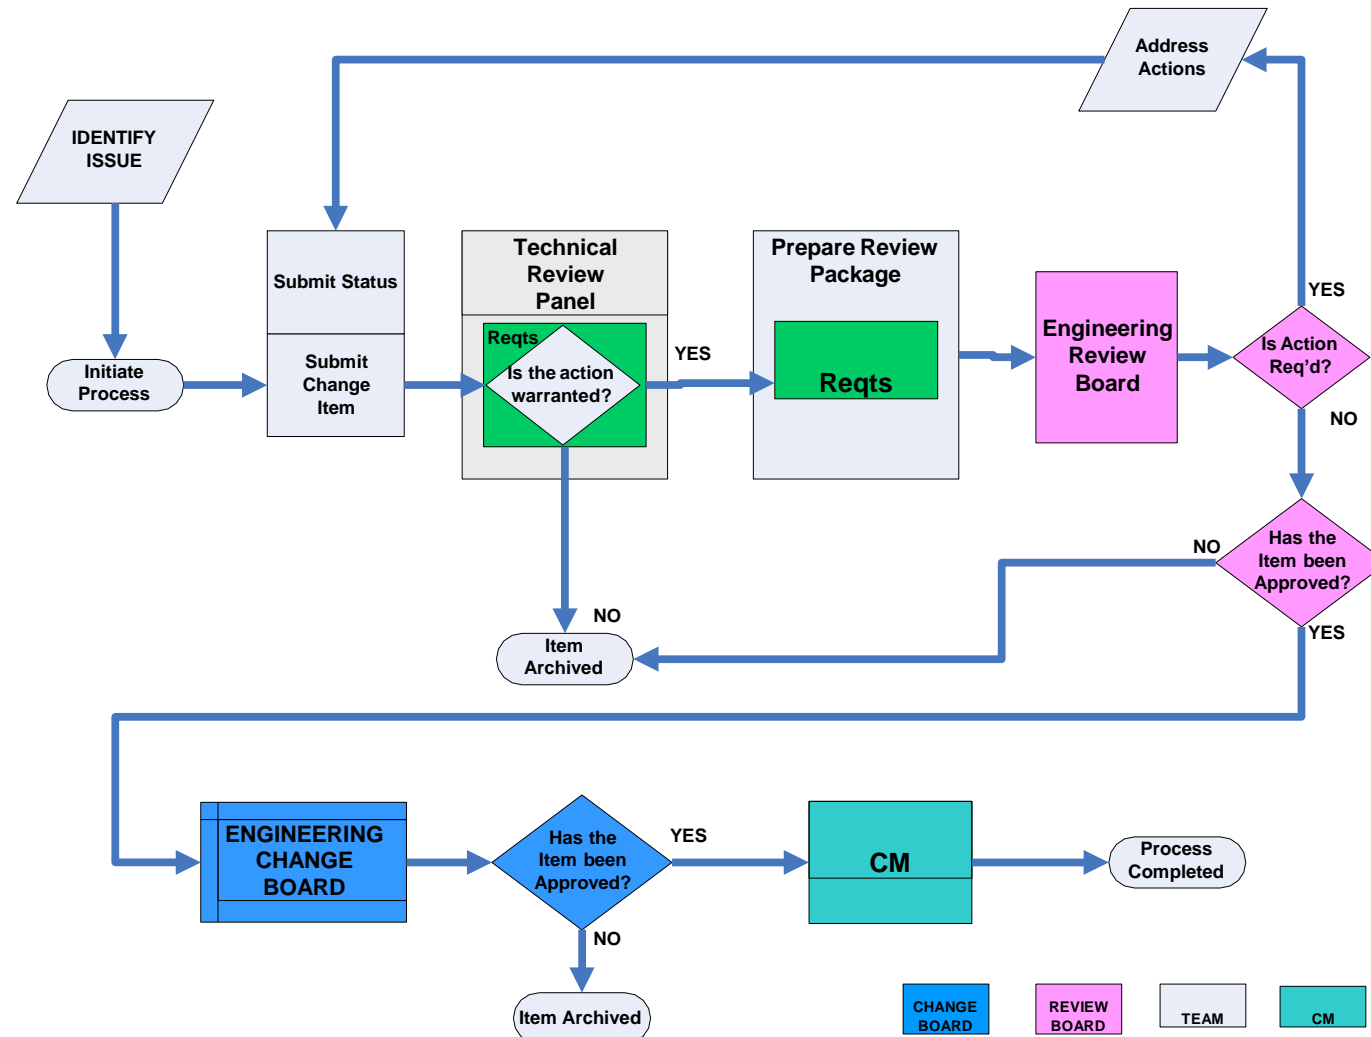 Address
Actions
IDENTIFY
ISSUE
Submit Status
Technical
Review
Panel
Prepare Review
Package
YES
Reqts
YES
Engineering
Review
Board
Is Action
Req'd?
Initiate
Process
Submit
Change
Item
Is the action
warranted?
Reqts
NO
Has the
Item been
Approved?
NO
NO
YES
Item
Archived
ENGINEERING
CHANGE
BOARD
Has the
Item been
Approved?
YES
CM
Process
Completed
NO
Item Archived
CHANGE
BOARD
REVIEW
BOARD
TEAM
CM